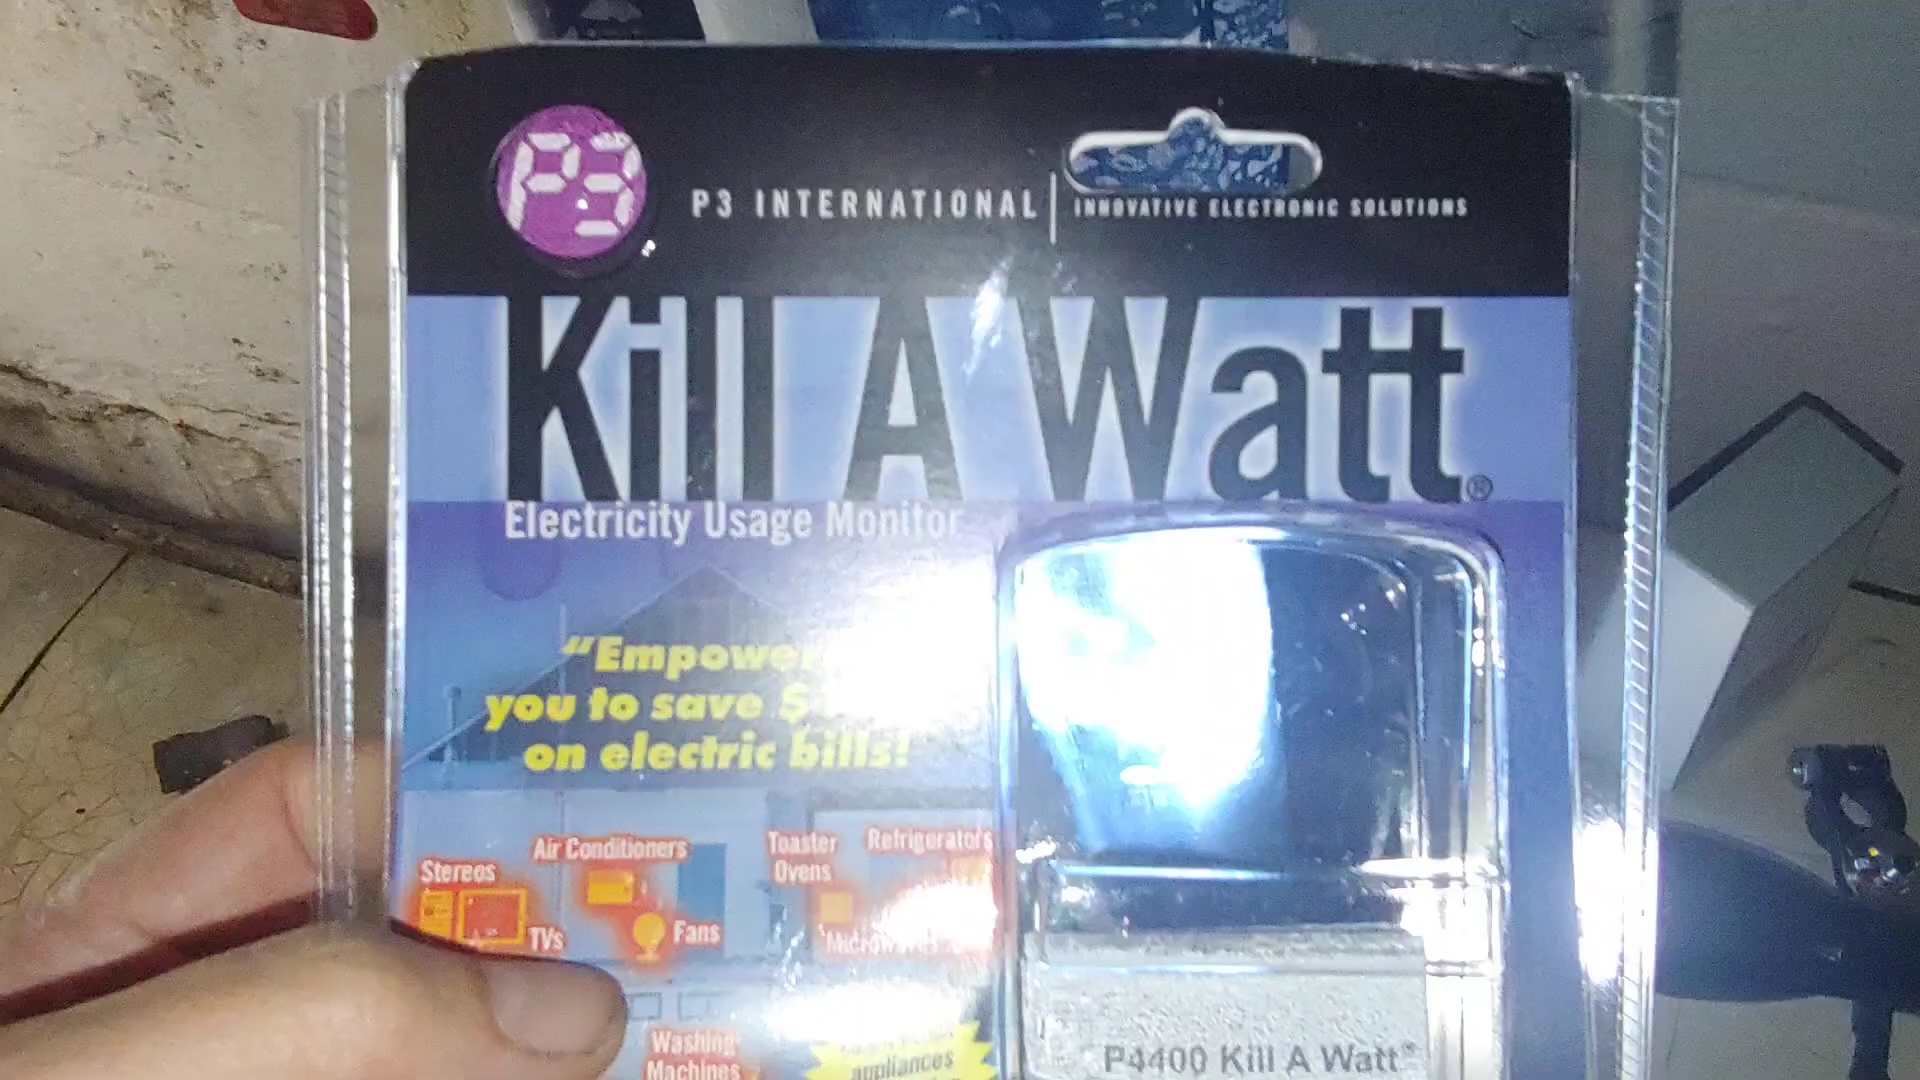 P3
P3 INTERNATIONAL
INNOVATIVE ELECTRONIC SOLUTIONS
Kill A Watt®
Electricity Usage Monitor
“Empower
you to save $
on electric bills!
Air Conditioners
Toaster
Ovens
Refrigerators
Stereos
TVs
Fans
Microwaves
Washing
Machines
appliances
P4400 Kill A Watt®